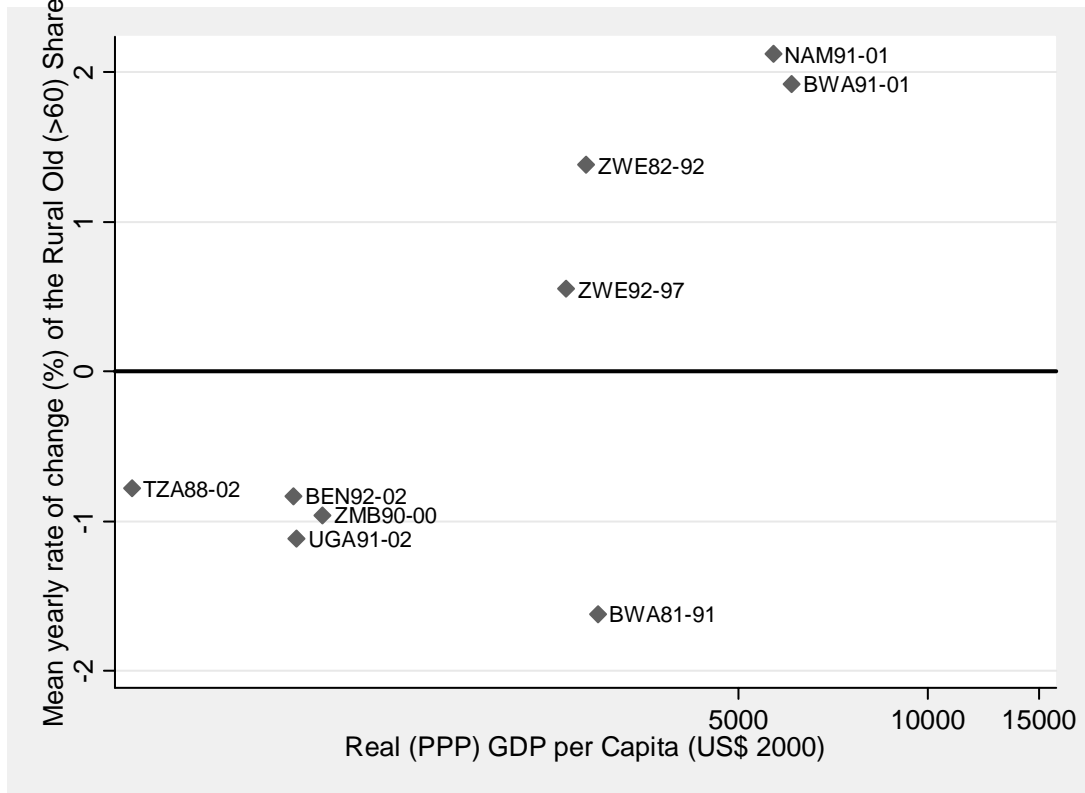 Mean yearly rate of change (%) of the Rural Old (>60) Share
2
1
0
-1
-2
NAM91-01
BWA91-01
ZWE82-92
ZWE92-97
TZA88-02
BEN92-02
ZMB90-00
UGA91-02
BWA81-91
5000 10000 15000
Real (PPP) GDP per Capita (US$ 2000)